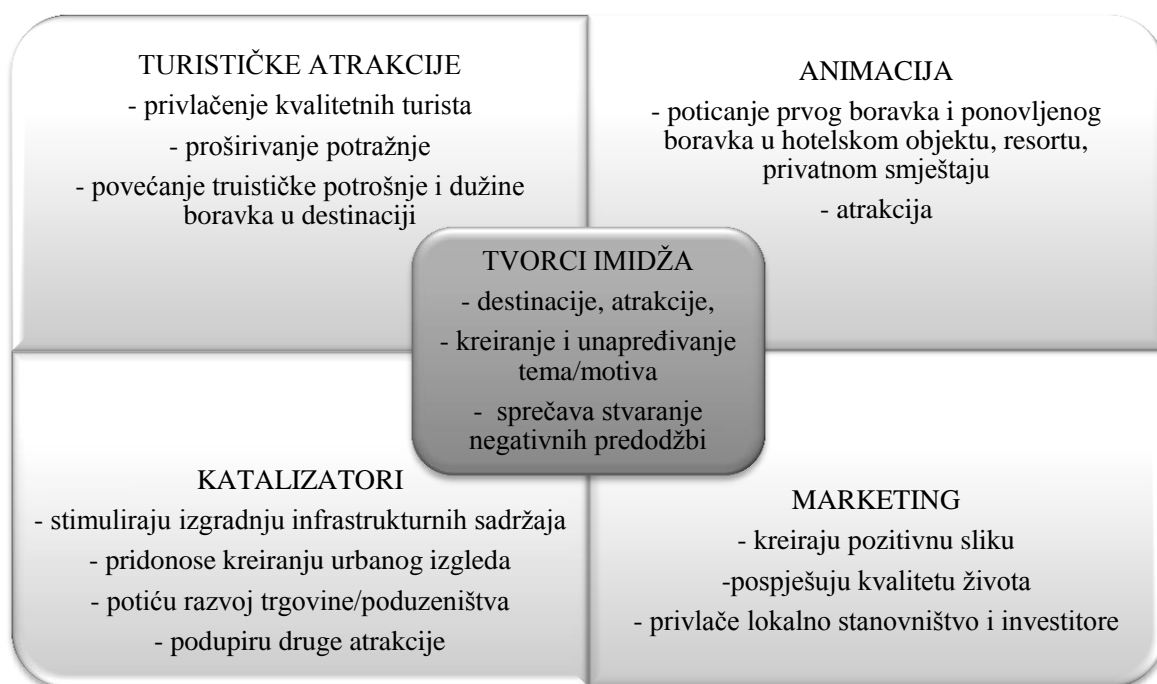 TURISTIČKE ATRAKCIJE
- privlačenje kvalitetnih turista
- proširivanje potražnje
- povećanje truističke potrošnje i dužine
boravka u destinaciji
ANIMACIJA
- poticanje prvog boravka i ponovljenog
boravka u hotelskom objektu, resortu,
privatnom smještaju
- atrakcija
TVORCI IMIDŽA
- destinacije, atrakcije,
- kreiranje i unapređivanje
tema/motiva
- sprečava stvaranje
negativnih predodžbi
KATALIZATORI
- stimuliraju izgradnju infrastrukturnih sadržaja
- pridonose kreiranju urbanog izgleda
- potiću razvoj trgovine/poduzeništva
- podupiru druge atrakcije
MARKETING
- kreiraju pozitivnu sliku
-pospješuju kvalitetu života
- privlače lokalno stanovništvo i investitore